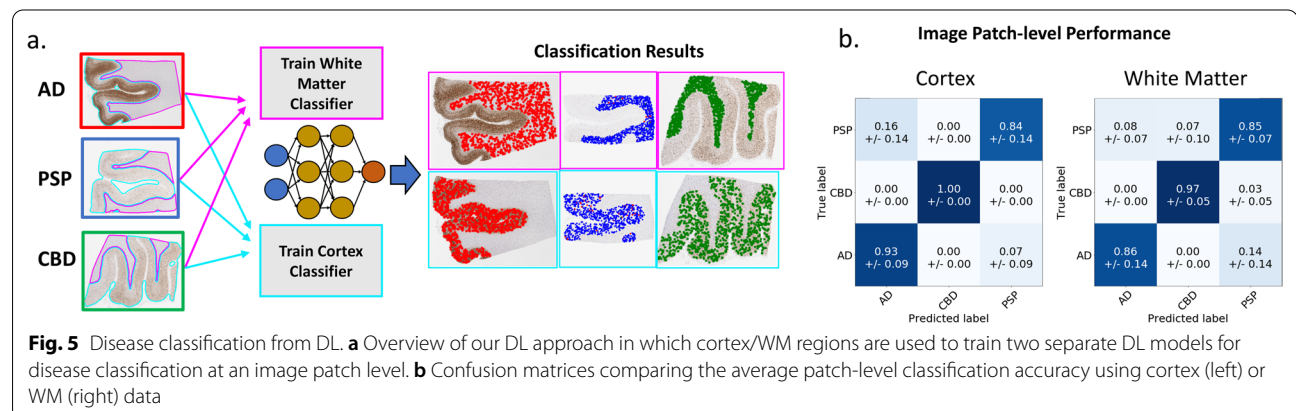 a.
AD
PSP
CBD
Train White
Matter
Classifier
Train Cortex
Classifier
Classification Results
b.
Image Patch-level Performance
Cortex
True label
PSP
0.16
+/- 0.14
0.00
+/- 0.00
0.84
+/- 0.14
CBD
0.00
+/- 0.00
1.00
+/- 0.00
0.00
+/- 0.00
AD
0.93
+/- 0.09
0.00
+/- 0.00
0.07
+/- 0.09
AD
CBD
PSP
Predicted label
White Matter
True label
PSP
0.08
+/- 0.07
0.07
+/- 0.10
0.85
+/- 0.07
CBD
0.00
+/- 0.00
0.97
+/- 0.05
0.03
+/- 0.05
AD
0.86
+/- 0.14
0.00
+/- 0.00
0.14
+/- 0.14
AD
CBD
PSP
Predicted label
Fig. 5 Disease classification from DL. a Overview of our DL approach in which cortex/WM regions are used to train two separate DL models for
disease classification at an image patch level. b Confusion matrices comparing the average patch-level classification accuracy using cortex (left) or
WM (right) data